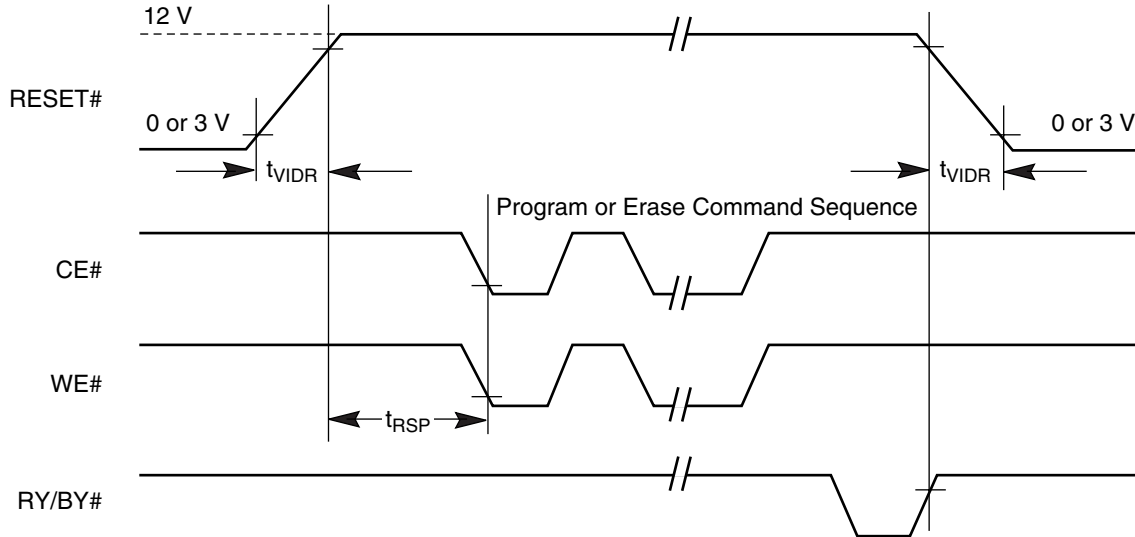 12 V
RESET#
0 or 3 V
0 or 3 V
tVIDR
tVIDR
Program or Erase Command Sequence
CE#
WE#
tRSP
RY/BY#